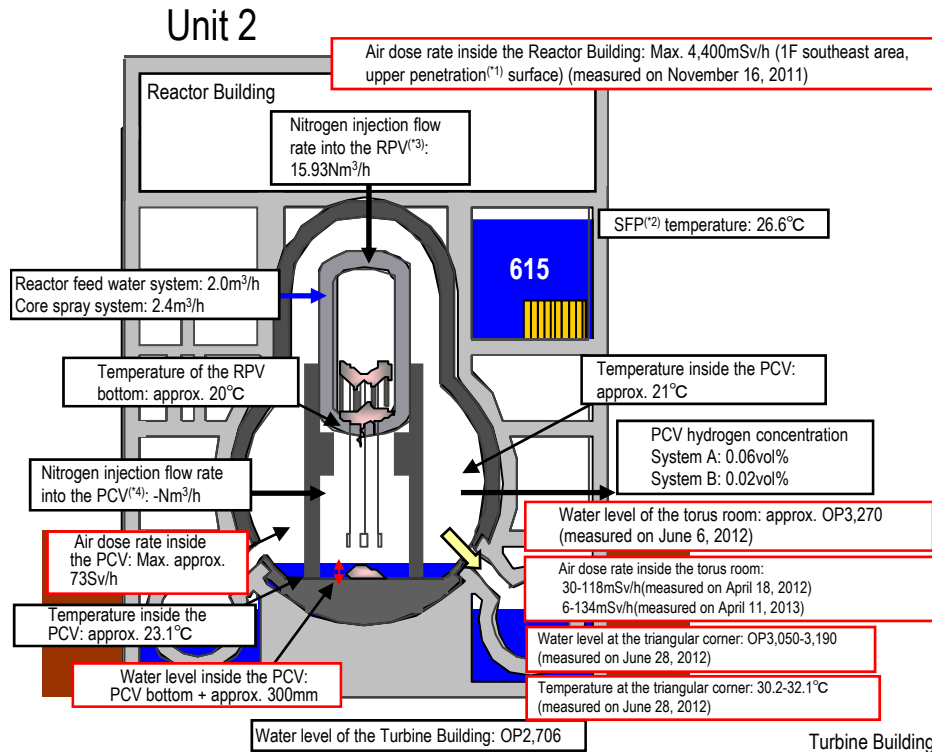 Unit 2
Air dose rate inside the Reactor Building: Max. 4,400mSv/h (1F southeast area,
upper penetration(*1) surface) (measured on November 16, 2011)
Reactor Building
Nitrogen injection flow
rate into the RPV(*3):
15.93Nm3/h
SFP(*2) temperature: 26.6℃
615
Reactor feed water system: 2.0m3/h
Core spray system: 2.4m3/h
Temperature of the RPV
bottom: approx. 20℃
Temperature inside the PCV:
approx. 21℃
PCV hydrogen concentration
System A: 0.06vol%
System B: 0.02vol%
Nitrogen injection flow rate
into the PCV(*4): -Nm3/h
Water level of the torus room: approx. OP3,270
(measured on June 6, 2012)
Air dose rate inside
the PCV: Max. approx.
73Sv/h
Air dose rate inside the torus room:
30-118mSv/h(measured on April 18, 2012)
6-134mSv/h(measured on April 11, 2013)
Temperature inside the
PCV: approx. 23.1℃
Water level at the triangular corner: OP3,050-3,190
(measured on June 28, 2012)
Water level inside the PCV:
PCV bottom + approx. 300mm
Temperature at the triangular corner: 30.2-32.1℃
(measured on June 28, 2012)
Water level of the Turbine Building: OP2,706
Turbine Building